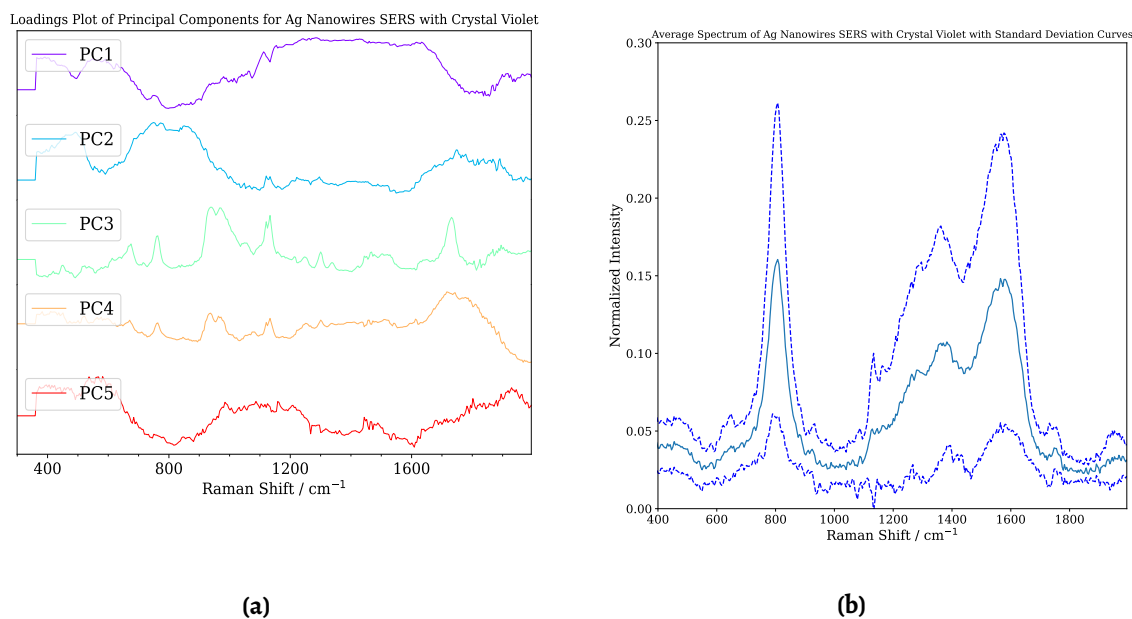 Loadings Plot of Principal Components for Ag Nanowires SERS with Crystal Violet
PC1
PC2
PC3
PC4
PC5
400 800 1200 1600
Raman Shift / cm⁻¹
(a)
Average Spectrum of Ag Nanowires SERS with Crystal Violet with Standard Deviation Curves
0.30
0.25
0.20
0.15
0.10
0.05
0.00
Normalized Intensity
400 600 800 1000 1200 1400 1600 1800
Raman Shift / cm⁻¹
(b)